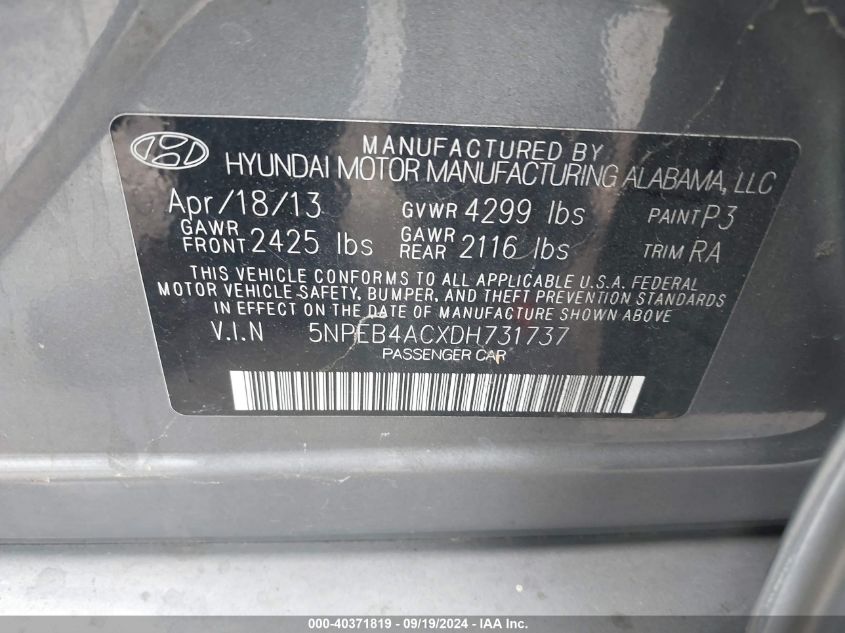 MANUFACTURED BY
HYUNDAI MOTOR MANUFACTURING ALABAMA, LLC
Apr/18/13 GVWR 4299 lbs PAINT P3
GAWR FRONT 2425 lbs GAWR REAR 2116 lbs TRIM RA
THIS VEHICLE CONFORMS TO ALL APPLICABLE U.S.A. FEDERAL
MOTOR VEHICLE SAFETY, BUMPER, AND THEFT PREVENTION STANDARDS
IN EFFECT ON THE DATE OF MANUFACTURE SHOWN ABOVE
V.I.N 5NPEB4ACXDH731737
PASSENGER CAR
000-40371819 - 09/19/2024 - IAAI Inc.